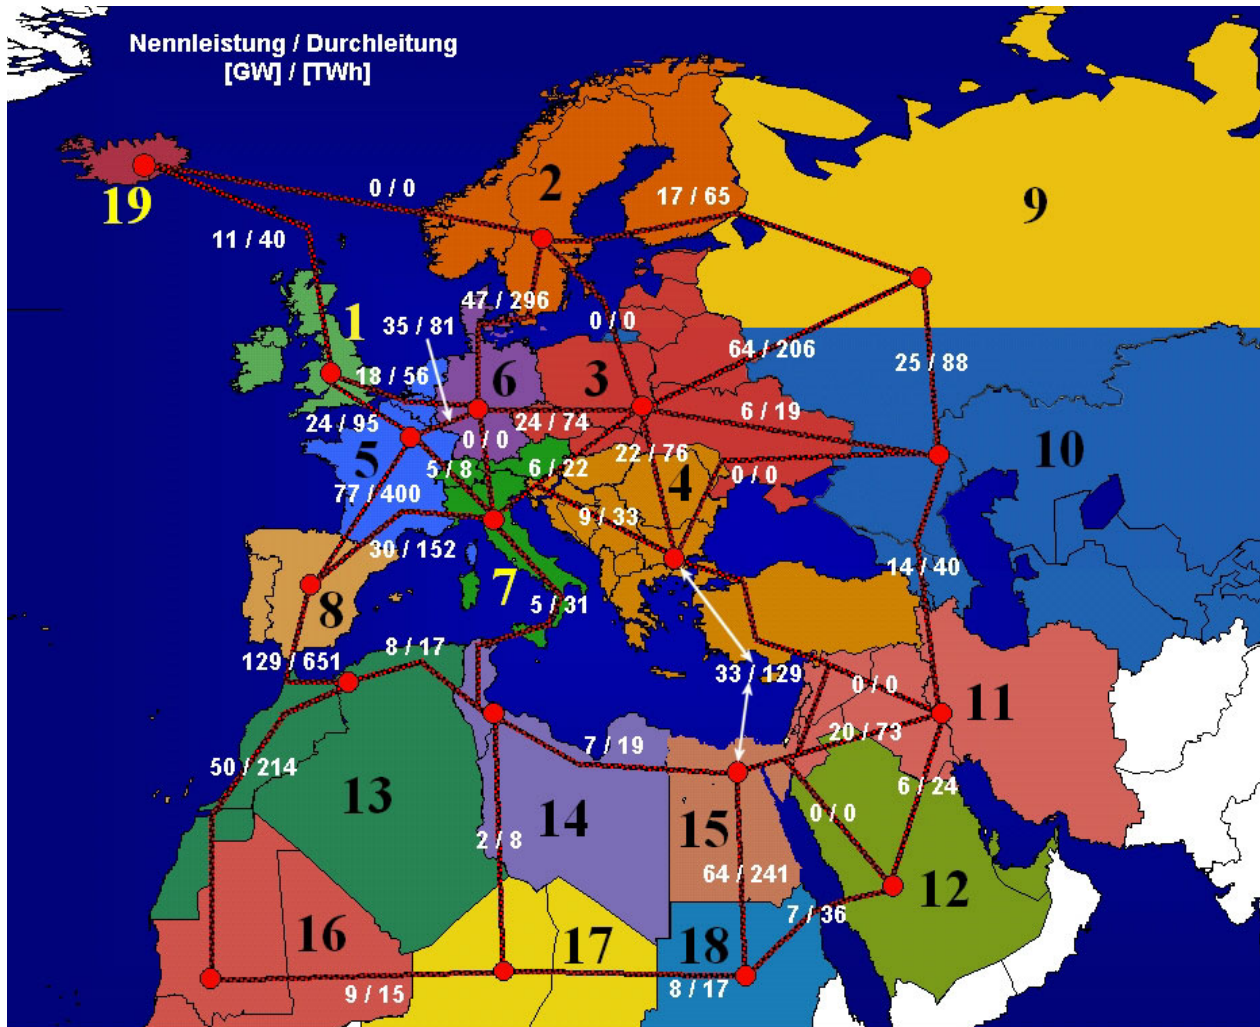 Nennleistung / Durchleitung
[GW] / [TWh]
0 / 0
2
17 / 65
9
19
11 / 40
47 / 296
1
35 / 81
0 / 0
64 / 206
25 / 88
18 / 56
6
3
6 / 19
24 / 95
24 / 74
5
0 / 0
22 / 76
10
5 / 8
6 / 22
4
0 / 0
77 / 400
9 / 33
30 / 152
14 / 40
7
8
5 / 31
8 / 17
129 / 651
33 / 129
0 / 0
11
20 / 73
7 / 19
50 / 214
6 / 24
13
14
15
0 / 0
2 / 8
64 / 241
12
7 / 36
16
17
18
9 / 15
8 / 17